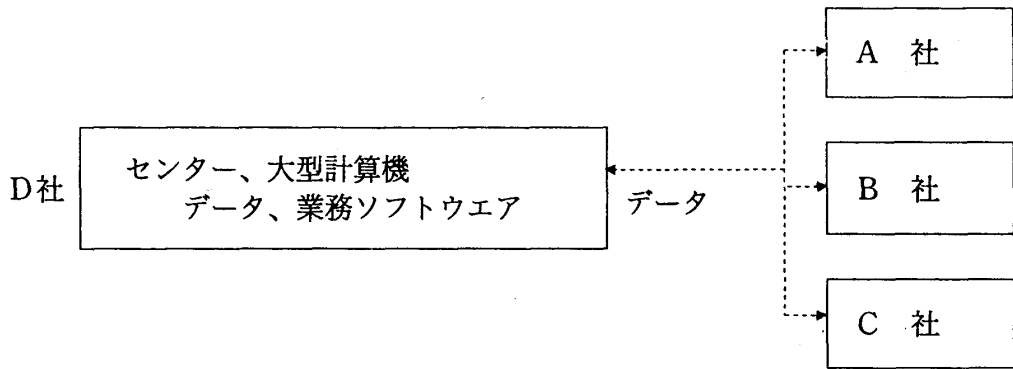 A 社
D社
センター、大型計算機
データ、業務ソフトウエア
データ
B 社
C 社